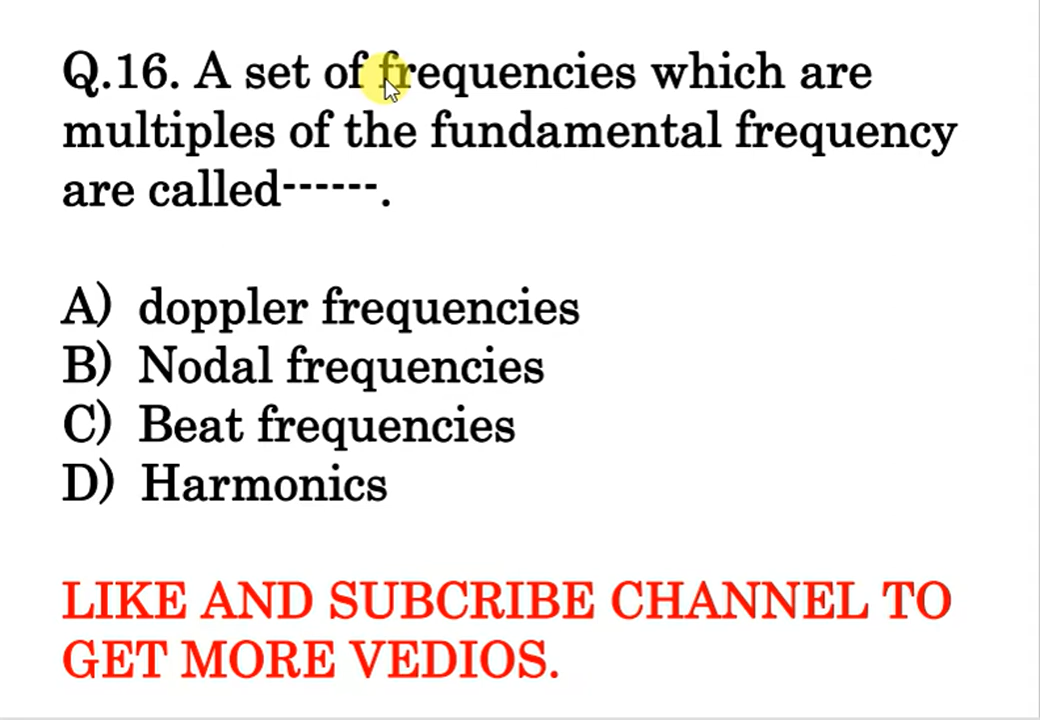 Q.16. A set of frequencies which are
multiples of the fundamental frequency
are called------.
A) doppler frequencies
B) Nodal frequencies
C) Beat frequencies
D) Harmonics
LIKE AND SUBCRIBE CHANNEL TO
GET MORE VEDIOS.